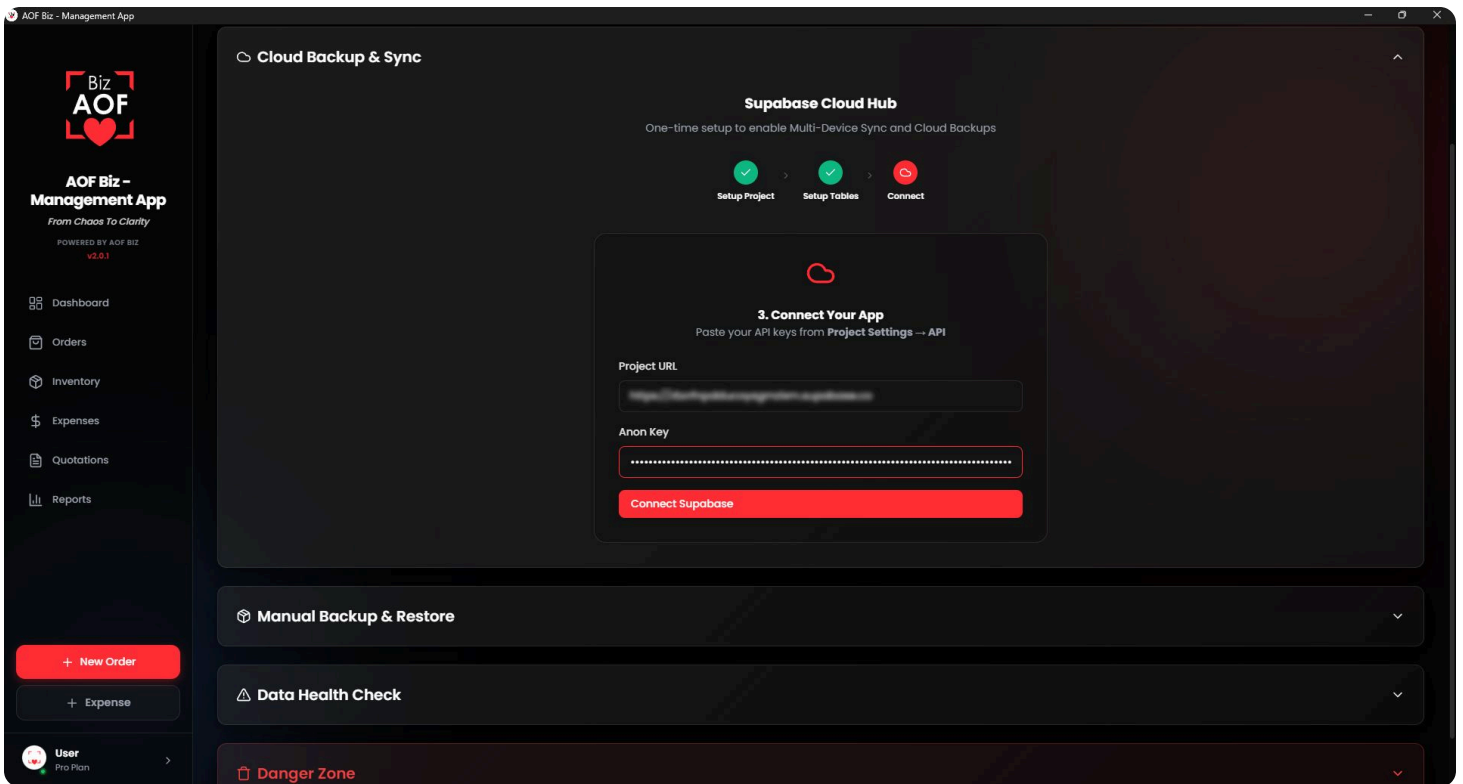 AOF Biz - Management App
Biz
AOF
AOF Biz -
Management App
From Chaos To Clarity
POWERED BY AOF BIZ
v2.0.1
Dashboard
Orders
Inventory
Expenses
Quotations
Reports
+ New Order
+ Expense
User
Pro Plan
Cloud Backup & Sync
Supabase Cloud Hub
One-time setup to enable Multi-Device Sync and Cloud Backups
Setup Project
Setup Tables
Connect
3. Connect Your App
Paste your API keys from Project Settings → API
Project URL
Anon Key
Connect Supabase
Manual Backup & Restore
Data Health Check
Danger Zone